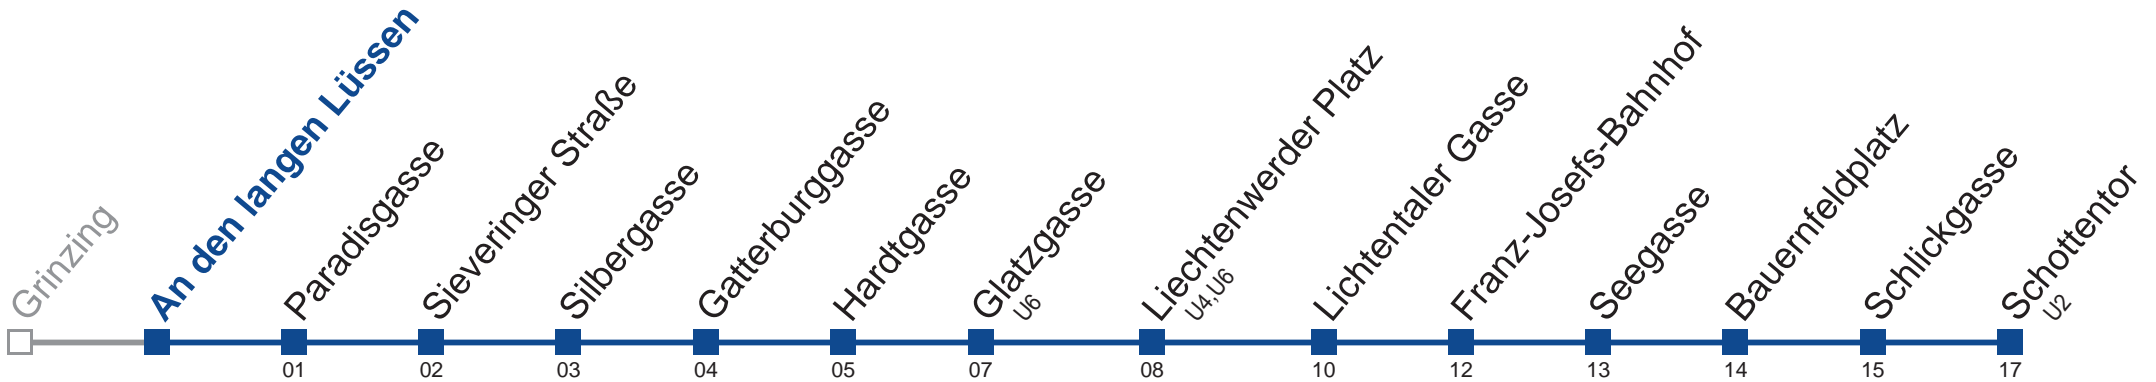 Grinzing
An den langen Lüssen
Paradisgasse
Sieveringer Straße
Silbergasse
Gatterburggasse
Hardtgasse
Glatzgasse
U6
Liechtenwerder Platz
U4,U6
Lichtentaler Gasse
Franz-Josefs-Bahnhof
Seegasse
Bauernfeldplatz
Schlickgasse
Schottentor
U2
01
02
03
04
05
07
08
10
12
13
14
15
17